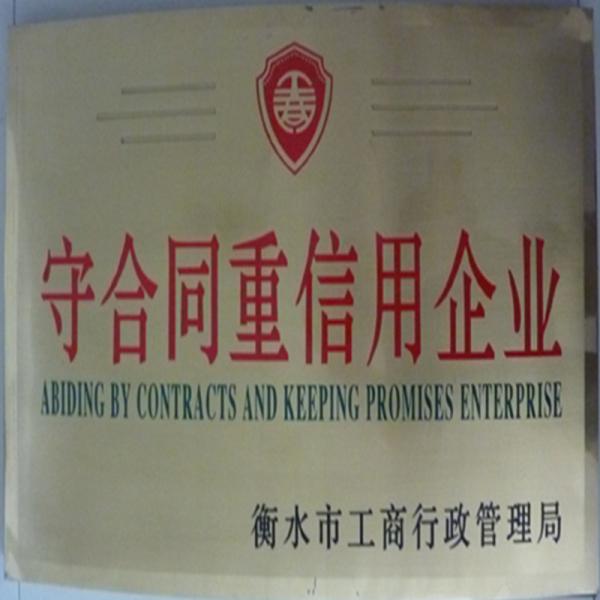 守合同重信用企业
ABIDING BY CONTRACTS AND KEEPING PROMISES ENTERPRISE
衡水市工商行政管理局